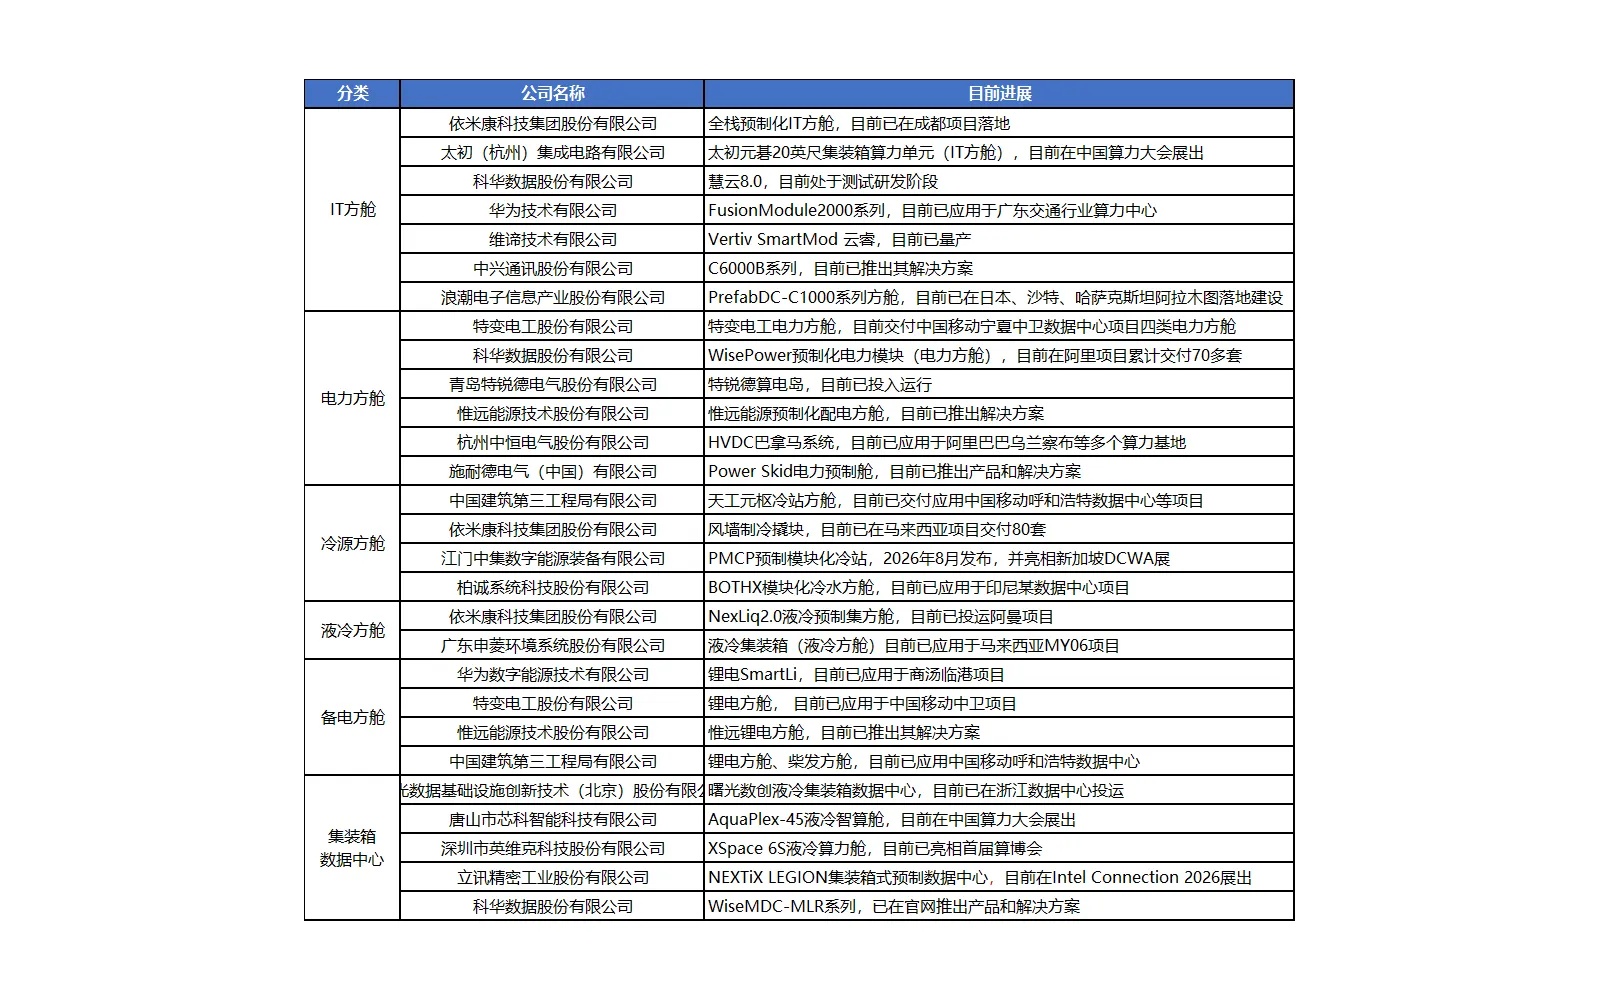 分类 公司名称 目前进展
IT方舱
依米康科技集团股份有限公司 全栈预制化IT方舱，目前已在成都项目落地
太初（杭州）集成电路有限公司 太初元碁20英尺集装箱算力单元（IT方舱），目前在中国算力大会展出
科华数据股份有限公司 慧云8.0，目前处于测试研发阶段
华为技术有限公司 FusionModule2000系列，目前已应用于广东交通行业算力中心
维谛技术有限公司 Vertiv SmartMod 云睿，目前已量产
中兴通讯股份有限公司 C6000B系列，目前已推出其解决方案
浪潮电子信息产业股份有限公司 PrefabDC-C1000系列方舱，目前已在日本、沙特、哈萨克斯坦阿拉木图落地建设
电力方舱
特变电工股份有限公司 特变电工电力方舱，目前交付中国移动宁夏中卫数据中心项目四类电力方舱
科华数据股份有限公司 WisePower预制化电力模块（电力方舱），目前在阿里项目累计交付70多套
青岛特锐德电气股份有限公司 特锐德算电岛，目前已投入运行
惟远能源技术股份有限公司 惟远能源预制化配电方舱，目前已推出解决方案
杭州中恒电气股份有限公司 HVDC巴拿马系统，目前已应用于阿里巴巴乌兰察布等多个算力基地
施耐德电气（中国）有限公司 Power Skid电力预制舱，目前已推出产品和解决方案
冷源方舱
中国建筑第三工程局有限公司 天工元枢冷站方舱，目前已交付应用中国移动呼和浩特数据中心等项目
依米康科技集团股份有限公司 风墙制冷撬块，目前已在马来西亚项目交付80套
江门中集数字能源装备有限公司 PMCP预制模块化冷站，2026年8月发布，并亮相新加坡DCWA展
柏诚系统科技股份有限公司 BOTHX模块化冷水方舱，目前已应用于印尼某数据中心项目
液冷方舱
依米康科技集团股份有限公司 NexLiq2.0液冷预制集方舱，目前已投运阿曼项目
广东申菱环境系统股份有限公司 液冷集装箱（液冷方舱）目前已应用于马来西亚MY06项目
备电方舱
华为数字能源技术有限公司 锂电SmartLi，目前已应用于商汤临港项目
特变电工股份有限公司 锂电方舱， 目前已应用于中国移动中卫项目
惟远能源技术股份有限公司 惟远锂电方舱，目前已推出其解决方案
中国建筑第三工程局有限公司 锂电方舱、柴发方舱，目前已应用中国移动呼和浩特数据中心
集装箱
数据中心
数据基础设施创新技术（北京）股份有限 曙光数创液冷集装箱数据中心，目前已在浙江数据中心投运
唐山市芯科智能科技有限公司 AquaPlex-45液冷智算舱，目前在中国算力大会展出
深圳市英维克科技股份有限公司 XSpace 6S液冷算力舱，目前已亮相首届算博会
立讯精密工业股份有限公司 NEXTiX LEGION集装箱式预制数据中心，目前在Intel Connection 2026展出
科华数据股份有限公司 WiseMDC-MLR系列，已在官网推出产品和解决方案